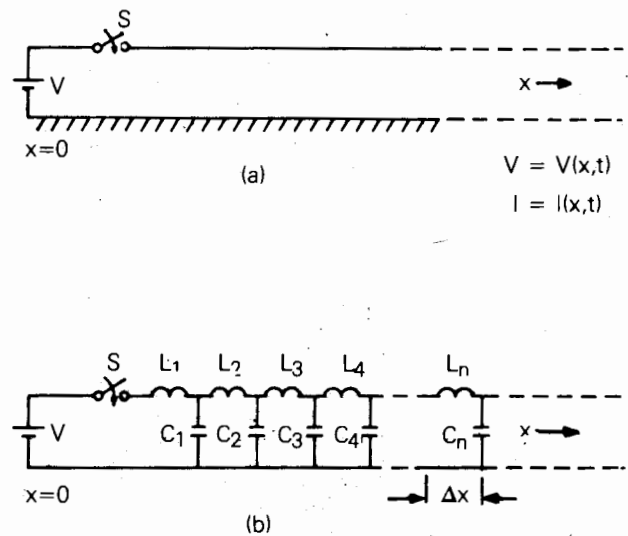 S
V
x
x=0
(a)
V = V(x,t)
I = I(x,t)
S L1 L2 L3 L4 Ln
V C1 C2 C3 C4 Cn x
x=0 Δx
(b)